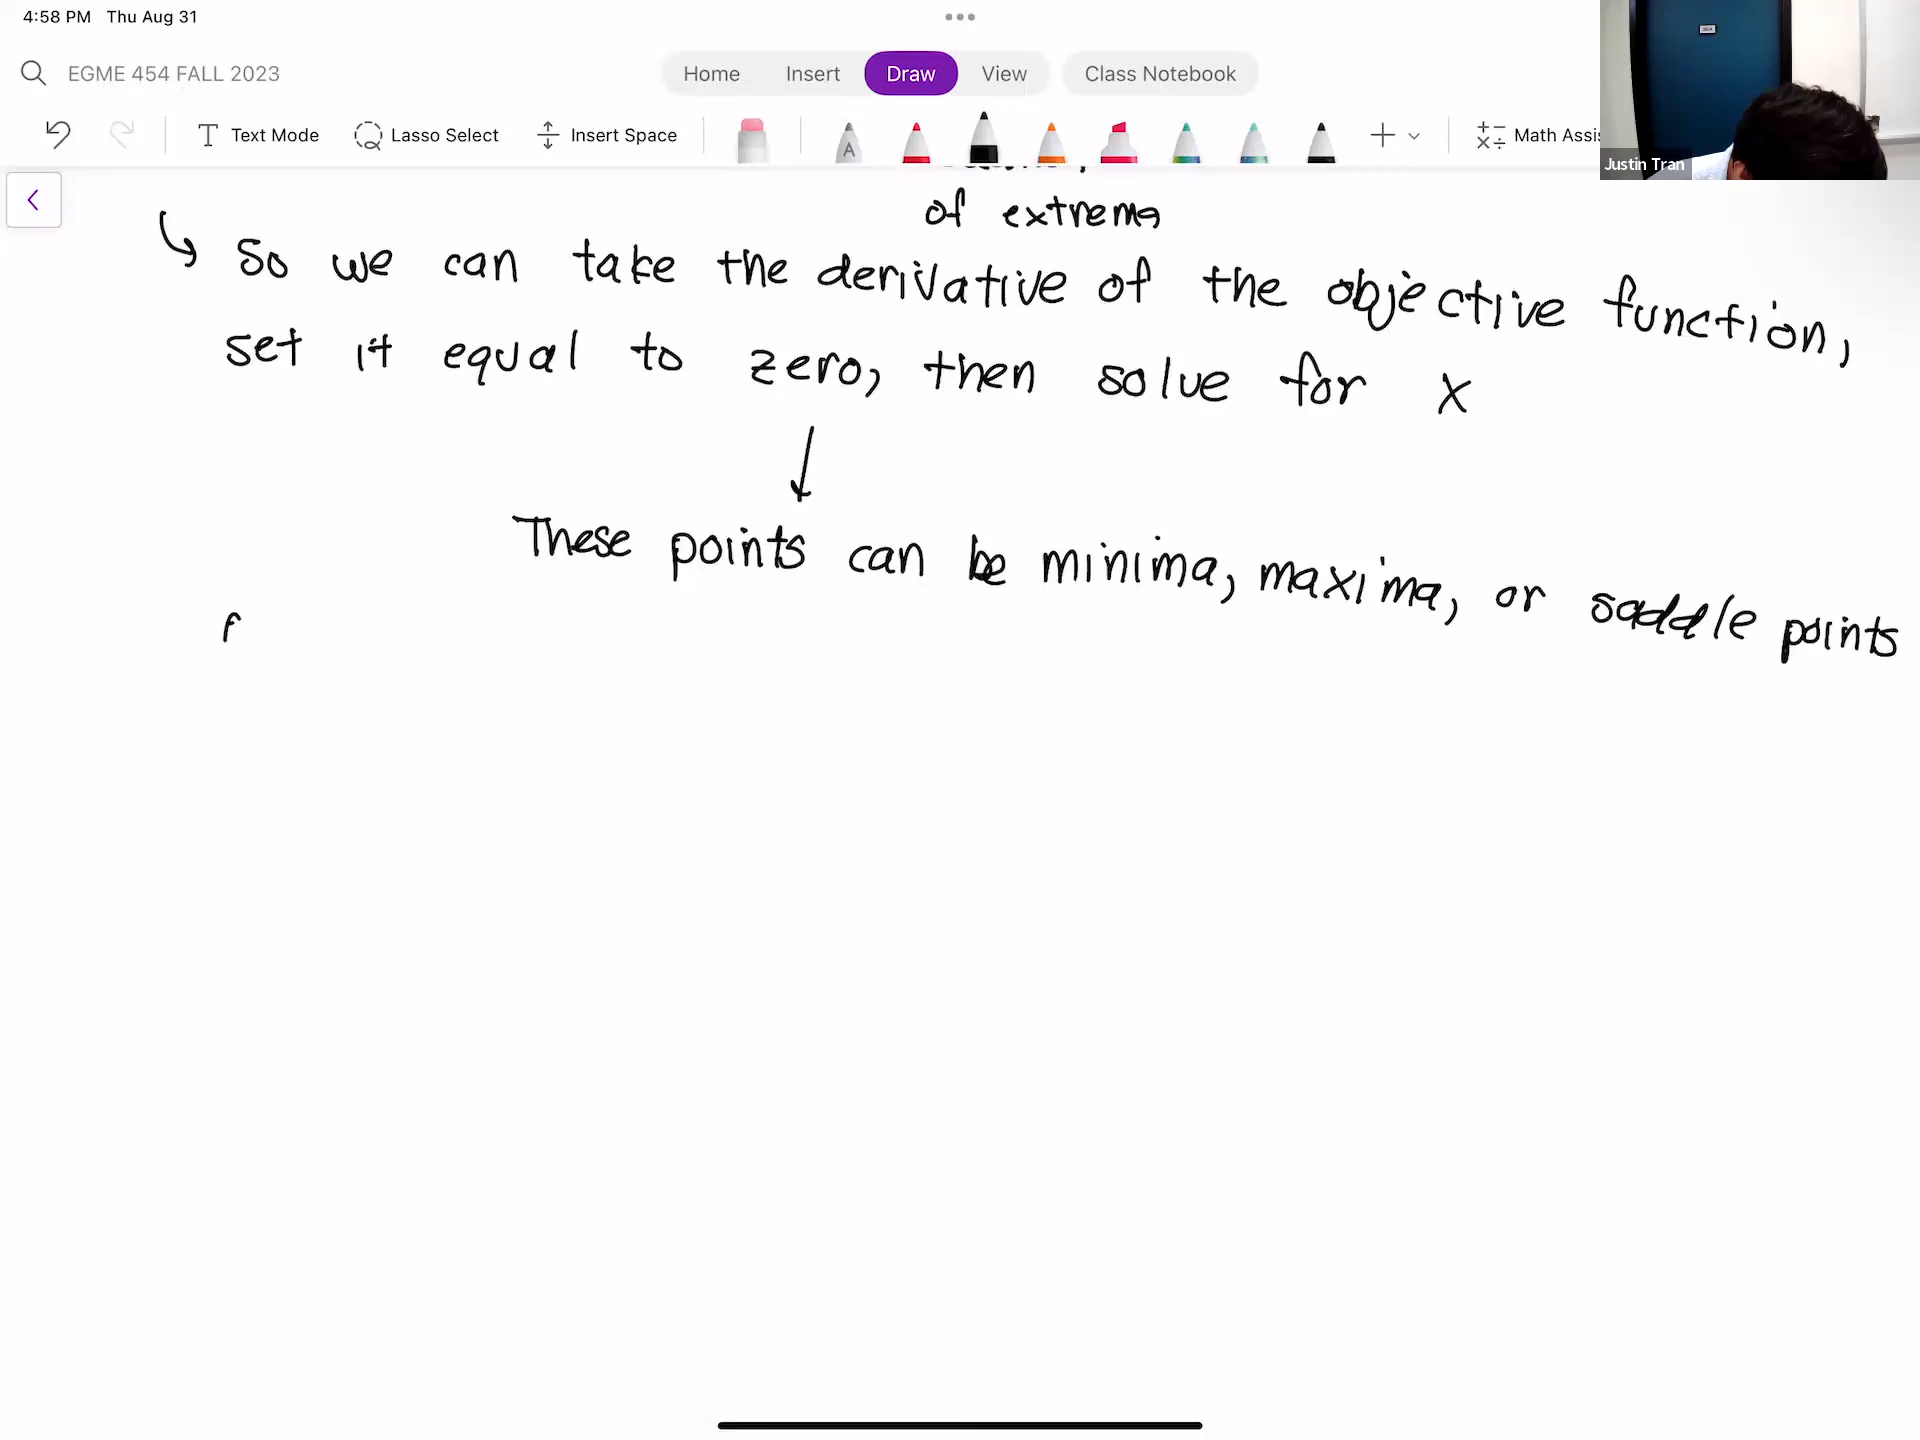 4:58 PM Thu Aug 31
EGME 454 FALL 2023
Home Insert Draw View Class Notebook
Text Mode Lasso Select Insert Space A Math Assis
Justin Tran
of extrema
So we can take the derivative of the objective function,
set it equal to zero, then solve for x
These points can be minima, maxima, or saddle points